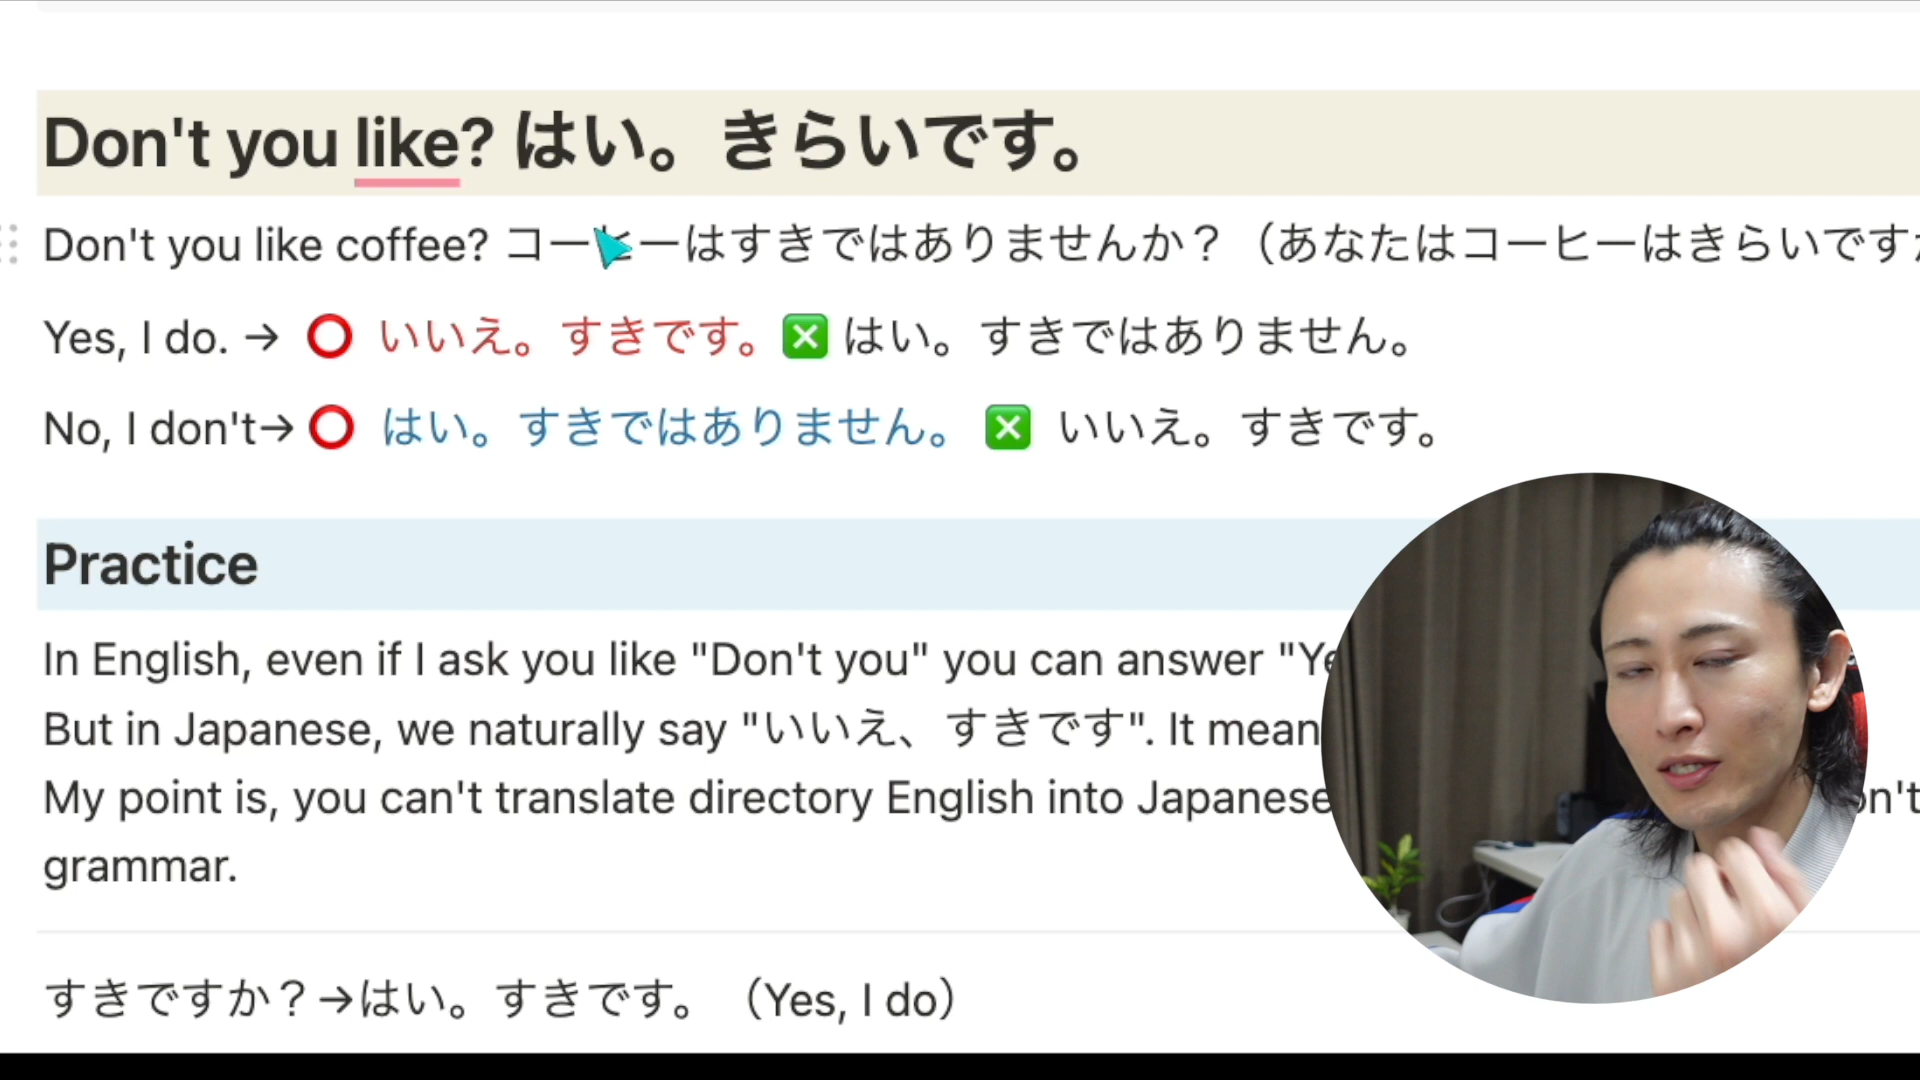 Don't you like? はい。きらいです。
Don't you like coffee? コーヒーはすきではありませんか？（あなたはコーヒーはきらいです
Yes, I do. → ⭕ いいえ。すきです。❎ はい。すきではありません。
No, I don't→⭕ はい。すきではありません。❎ いいえ。すきです。
Practice
In English, even if I ask you like "Don't you" you can answer "Ye
But in Japanese, we naturally say "いいえ、すきです". It mean
My point is, you can't translate directory English into Japanese on't
grammar.
すきですか？→はい。すきです。（Yes, I do）